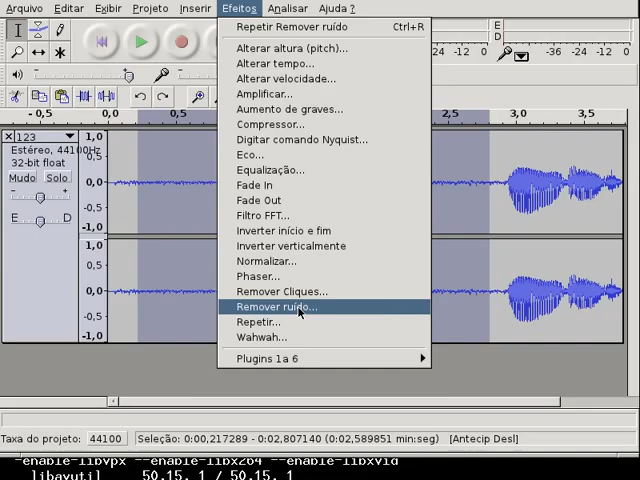 Arquivo Editar Exibir Projeto Inserir Efeitos Analisar Ajuda ?
Repetir Remover ruído Ctrl+R
Alterar altura (pitch)...
Alterar tempo...
Alterar velocidade...
Amplificar...
Aumento de graves...
Compressor...
Digitar comando Nyquist...
Eco...
Equalização...
Fade In
Fade Out
Filtro FFT...
Inverter início e fim
Inverter verticalmente
Normalizar...
Phaser...
Remover Cliques...
Remover ruído...
Repetir...
Wahwah...
Plugins 1 a 6
E
D
-24 -12 0 -36 -24 -12 0
- 0,5 0,0 0,5 2,5 3,0 3,5
123
Estéreo, 44100Hz
32-bit float
Mudo Solo
- +
E D
1,0
0,5
0,0
-0,5
-1,0
1,0
0,5
0,0
-0,5
-1,0
Taxa do projeto: 44100 Seleção: 0:00,217289 - 0:02,807140 (0:02,589851 min:seg) [Antecip Desl]
-enable-libvpx --enable-libx264 --enable-libxvid
libavutil 50.15. 1 / 50.15. 1